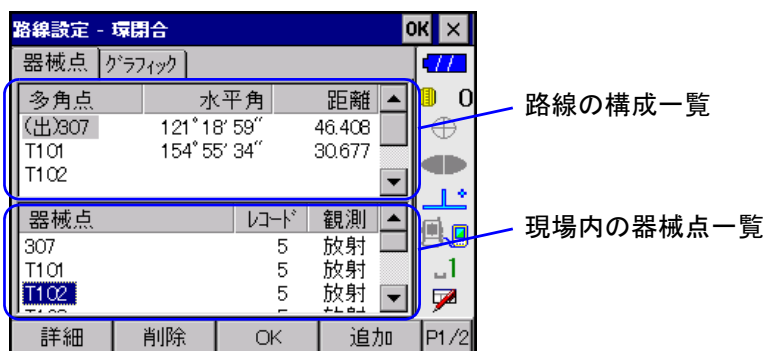 路線設定 - 環閉合 OK ×
器械点 ｸﾞﾗﾌｨｯｸ
多角点 水平角 距離
(出)307 121ﾟ18′59″ 46.408
T101 154ﾟ55′34″ 30.677
T102
0
路線の構成一覧
器械点 ﾚｺｰﾄﾞ 観測
307 5 放射
T101 5 放射
T102 5 放射
1
現場内の器械点一覧
詳細 削除 OK 追加 P1/2